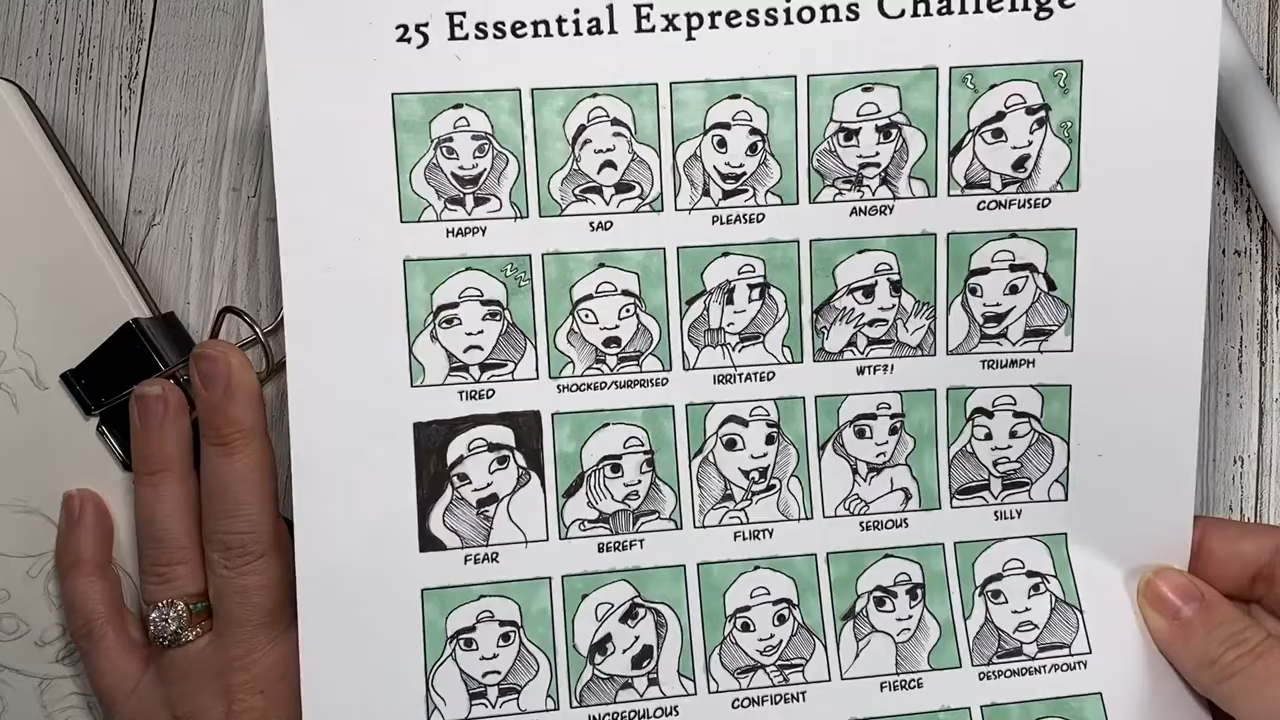 25 Essential Expressions Challenge
? ? ?
HAPPY SAD PLEASED ANGRY CONFUSED
ZZZ
TIRED SHOCKED/SURPRISED IRRITATED WTF?! TRIUMPH
FEAR BEREFT FLIRTY SERIOUS SILLY
INCREDULOUS CONFIDENT FIERCE DESPONDENT/POUTY